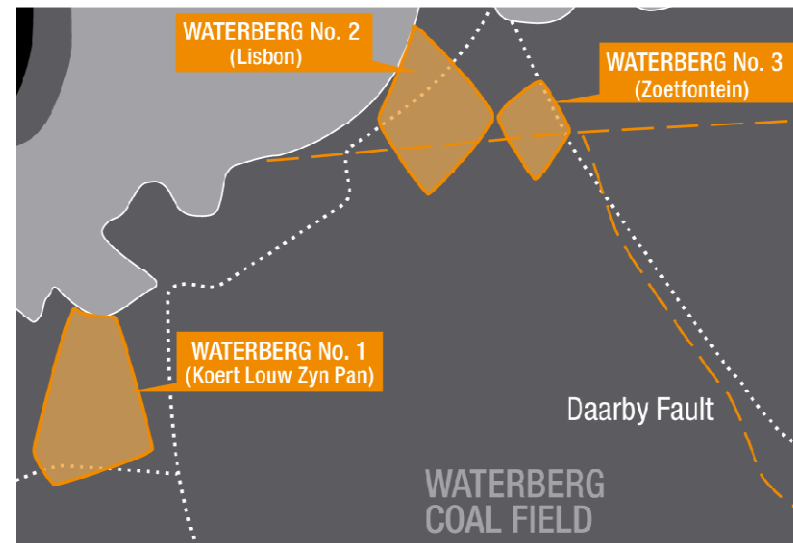 WATERBERG No. 2
(Lisbon)
WATERBERG No. 3
(Zoetfontein)
WATERBERG No. 1
(Koert Louw Zyn Pan)
Daarby Fault
WATERBERG
COAL FIELD